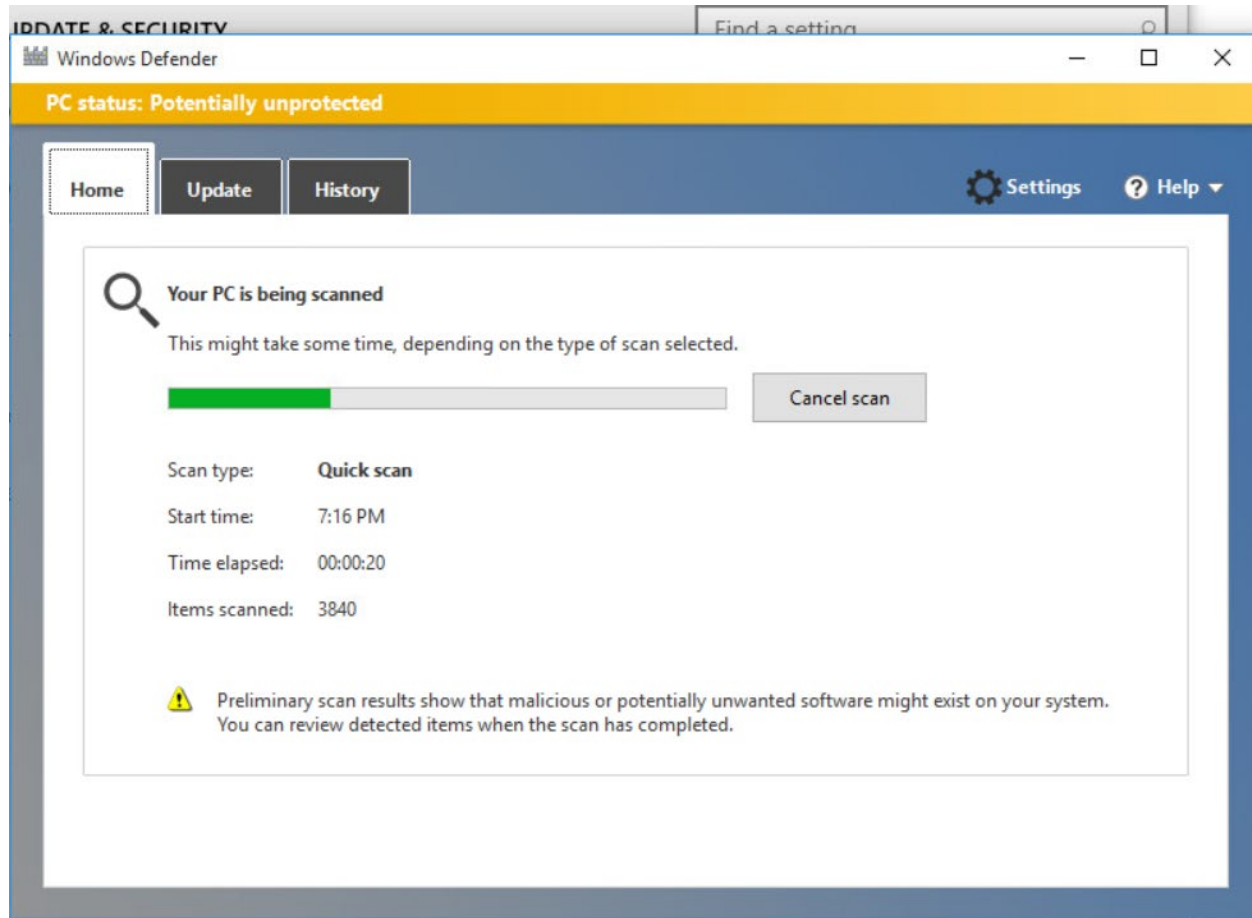 UPDATE & SECURITY
Find a setting
Windows Defender
PC status: Potentially unprotected
Home
Update
History
Settings
Help
Your PC is being scanned
This might take some time, depending on the type of scan selected.
Cancel scan
Scan type: Quick scan
Start time: 7:16 PM
Time elapsed: 00:00:20
Items scanned: 3840
Preliminary scan results show that malicious or potentially unwanted software might exist on your system.
You can review detected items when the scan has completed.